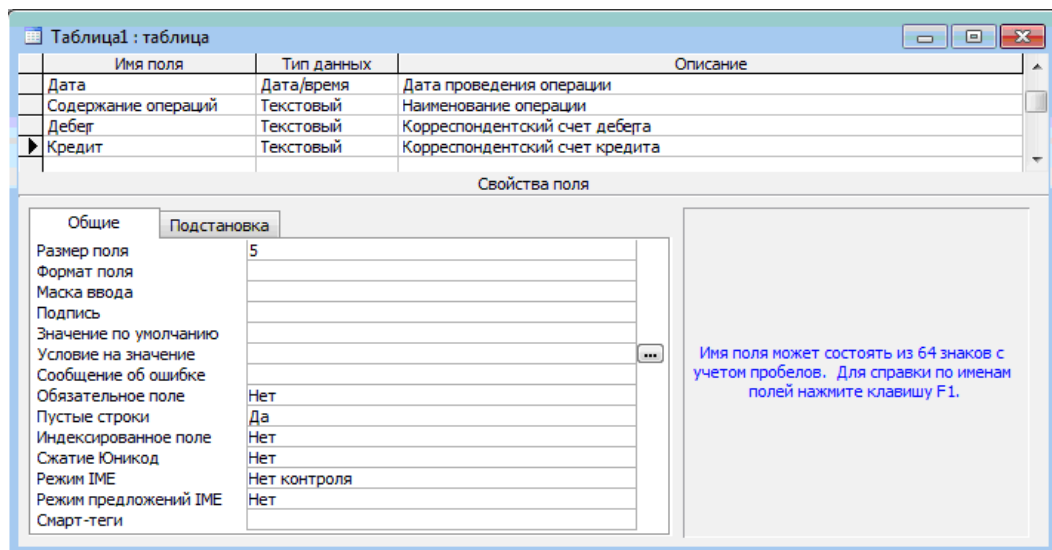 Таблица1 : таблица
Имя поля Тип данных Описание
Дата Дата/время Дата проведения операции
Содержание операций Текстовый Наименование операции
Дебет Текстовый Корреспондентский счет дебета
Кредит Текстовый Корреспондентский счет кредита
Свойства поля
Общие Подстановка
Размер поля 5
Формат поля
Маска ввода
Подпись
Значение по умолчанию
Условие на значение ...
Сообщение об ошибке
Обязательное поле Нет
Пустые строки Да
Индексированное поле Нет
Сжатие Юникод Нет
Режим IME Нет контроля
Режим предложений IME Нет
Смарт-теги
Имя поля может состоять из 64 знаков с
учетом пробелов. Для справки по именам
полей нажмите клавишу F1.